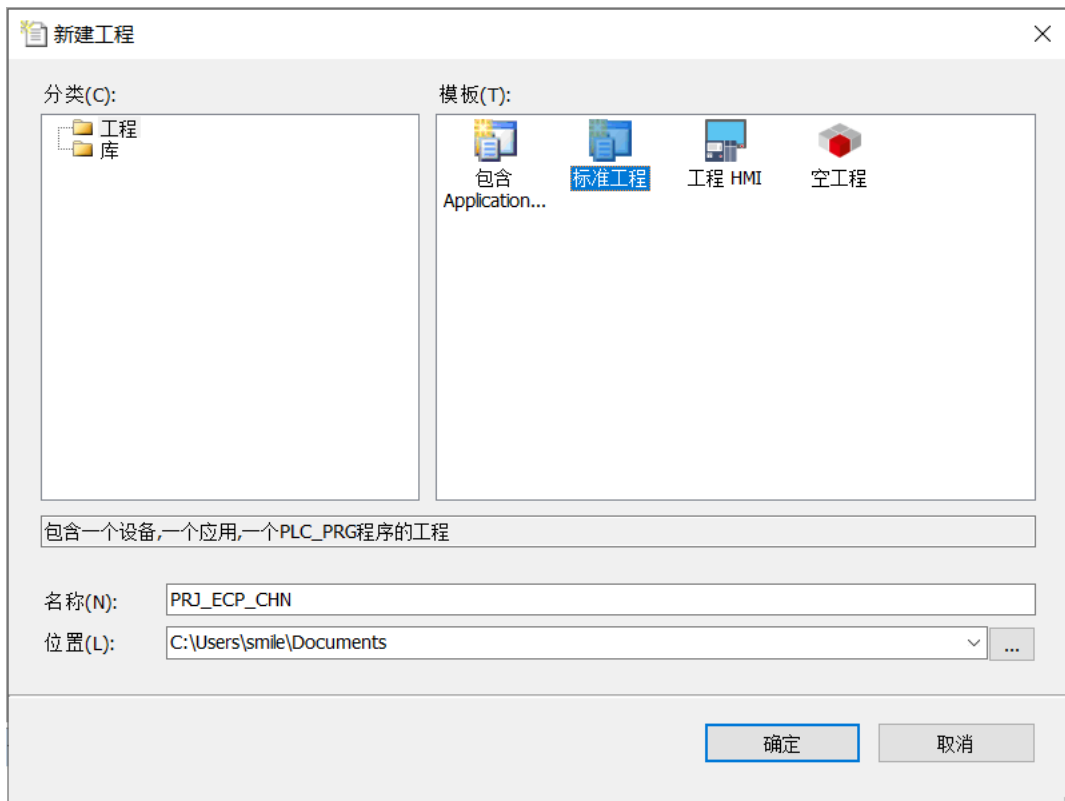 新建工程
分类(C):
模板(T):
工程
库
包含
Application...
标准工程
工程 HMI
空工程
包含一个设备,一个应用,一个PLC_PRG程序的工程
名称(N):
PRJ_ECP_CHN
位置(L):
C:\Users\smile\Documents
...
确定
取消